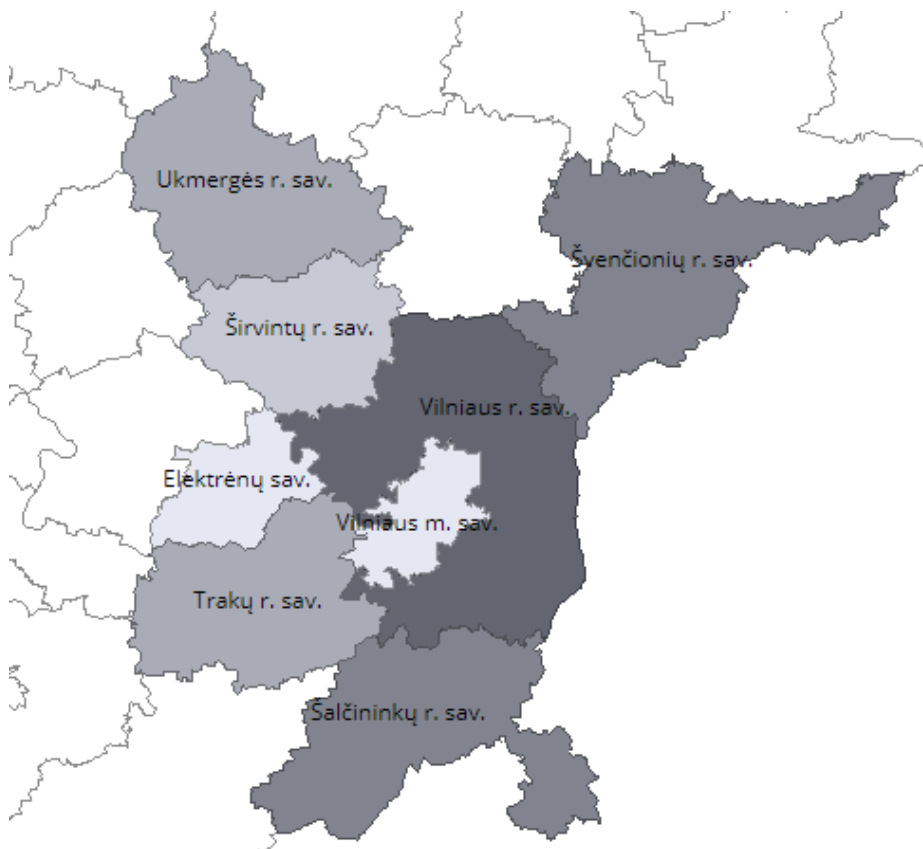 Ukmergės r. sav.
Švenčionių r. sav.
Širvintų r. sav.
Vilniaus r. sav.
Elektrėnų sav.
Vilniaus m. sav.
Trakų r. sav.
Šalčininkų r. sav.